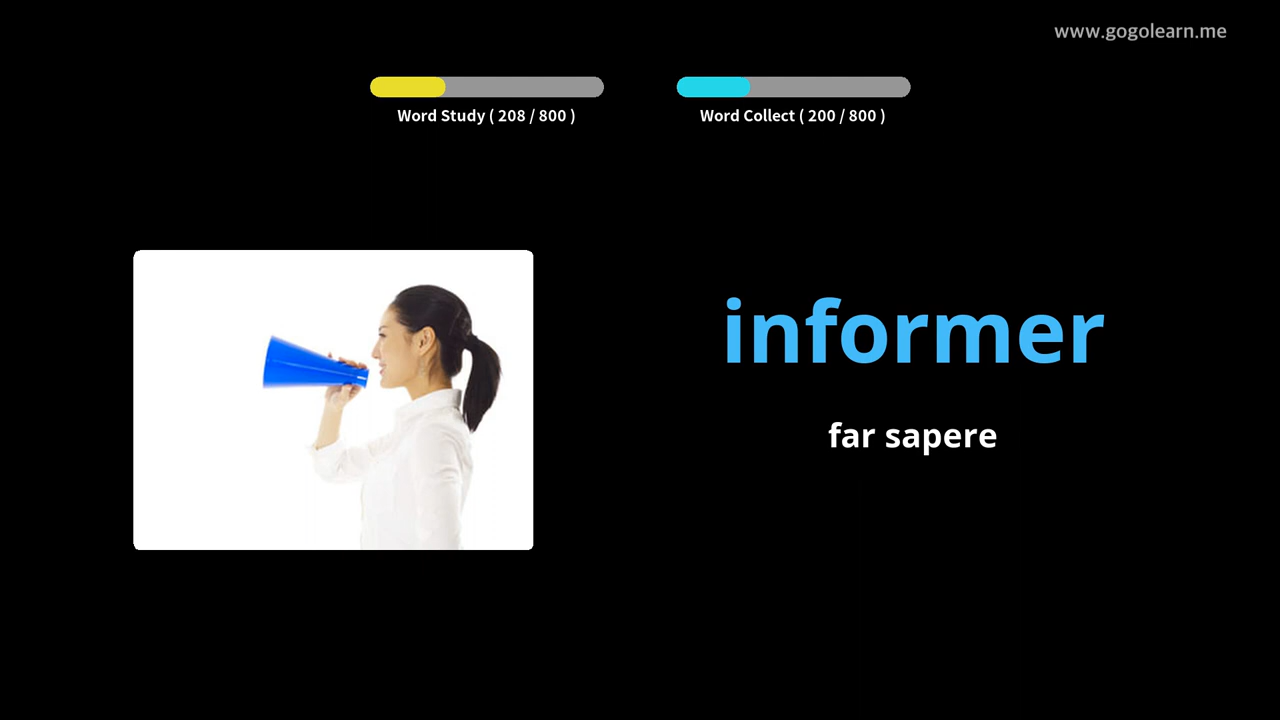 www.gogolearn.me
Word Study ( 208 / 800 )
Word Collect ( 200 / 800 )
informer
far sapere